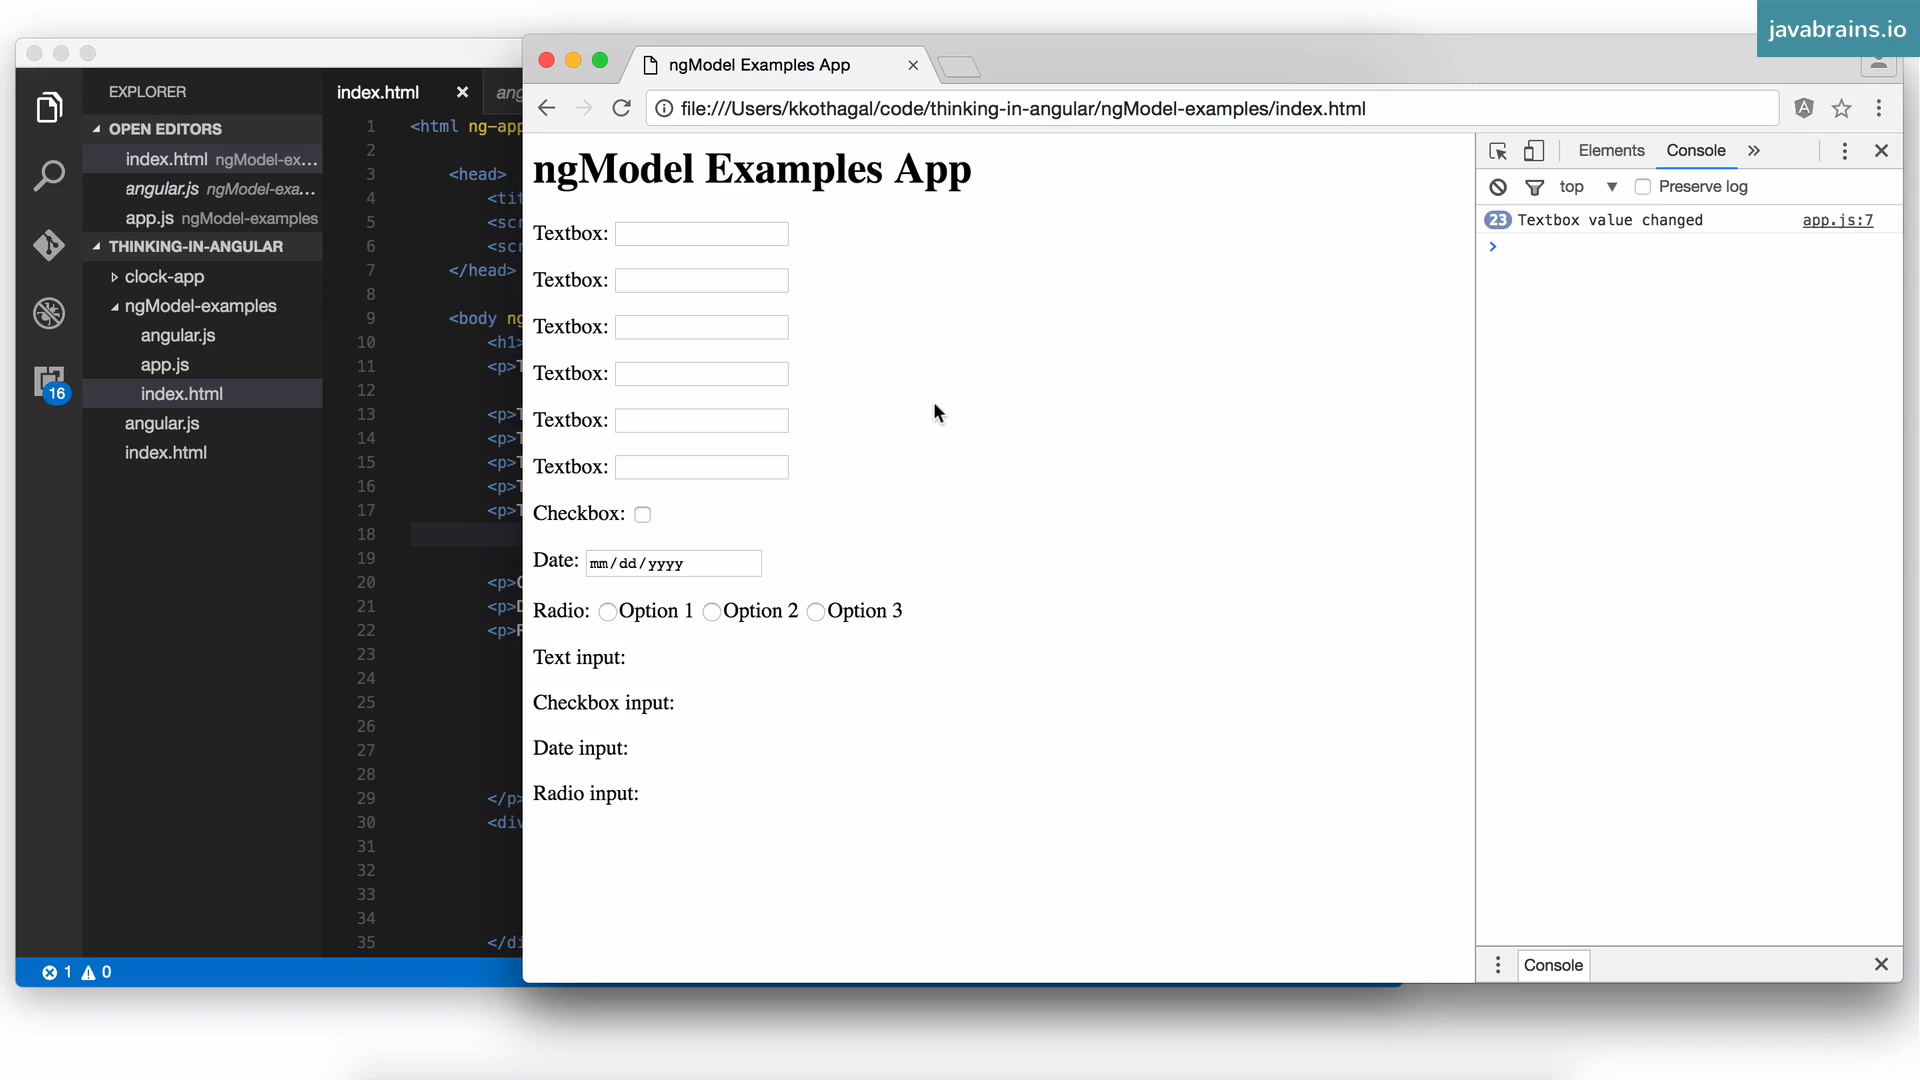 javabrains.io
ngModel Examples App
file:///Users/kkothagal/code/thinking-in-angular/ngModel-examples/index.html
EXPLORER
OPEN EDITORS
index.html ngModel-ex...
angular.js ngModel-exa...
app.js ngModel-examples
THINKING-IN-ANGULAR
clock-app
ngModel-examples
angular.js
app.js
index.html
angular.js
index.html
16
1 0
index.html
ang
1 <html ng-app
2
3 <head>
4 <tit
5 <scr
6 <scr
7 </head>
8
9 <body ng
10 <h1>
11 <p>T
12
13 <p>T
14 <p>T
15 <p>T
16 <p>T
17 <p>T
18
19
20 <p>C
21 <p>D
22 <p>R
23
24
25
26
27
28
29 </p>
30 <div
31
32
33
34
35 </di
ngModel Examples App
Textbox:
Textbox:
Textbox:
Textbox:
Textbox:
Textbox:
Checkbox:
Date: mm/dd/yyyy
Radio: Option 1 Option 2 Option 3
Text input:
Checkbox input:
Date input:
Radio input:
Elements Console »
top Preserve log
23 Textbox value changed app.js:7
>
Console